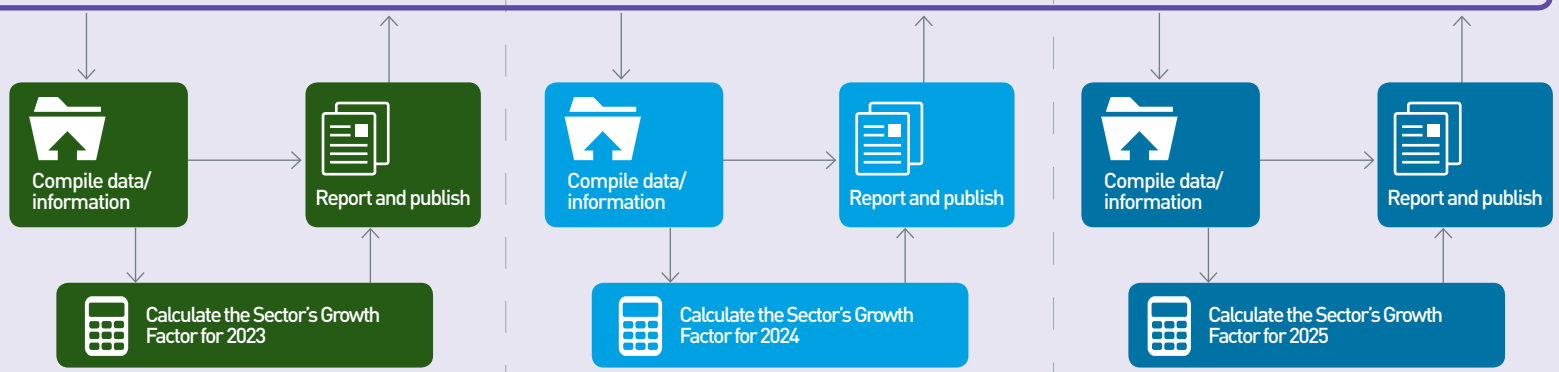 Compile data/
information
Report and publish
Calculate the Sector's Growth
Factor for 2023
Compile data/
information
Report and publish
Calculate the Sector's Growth
Factor for 2024
Compile data/
information
Report and publish
Calculate the Sector's Growth
Factor for 2025